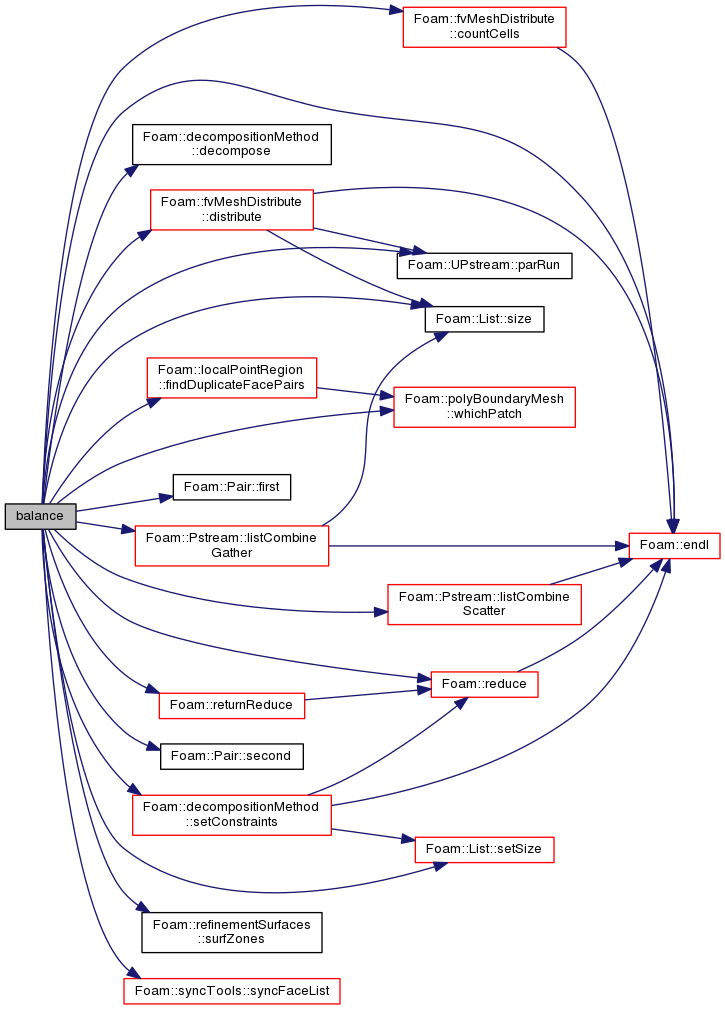 Foam::fvMeshDistribute
::countCells
Foam::decompositionMethod
::decompose
Foam::fvMeshDistribute
::distribute
Foam::UPstream::parRun
Foam::List::size
Foam::localPointRegion
::findDuplicateFacePairs
Foam::polyBoundaryMesh
::whichPatch
Foam::Pair::first
balance
Foam::Pstream::listCombine
Gather
Foam::endl
Foam::Pstream::listCombine
Scatter
Foam::reduce
Foam::returnReduce
Foam::Pair::second
Foam::decompositionMethod
::setConstraints
Foam::List::setSize
Foam::refinementSurfaces
::surfZones
Foam::syncTools::syncFaceList